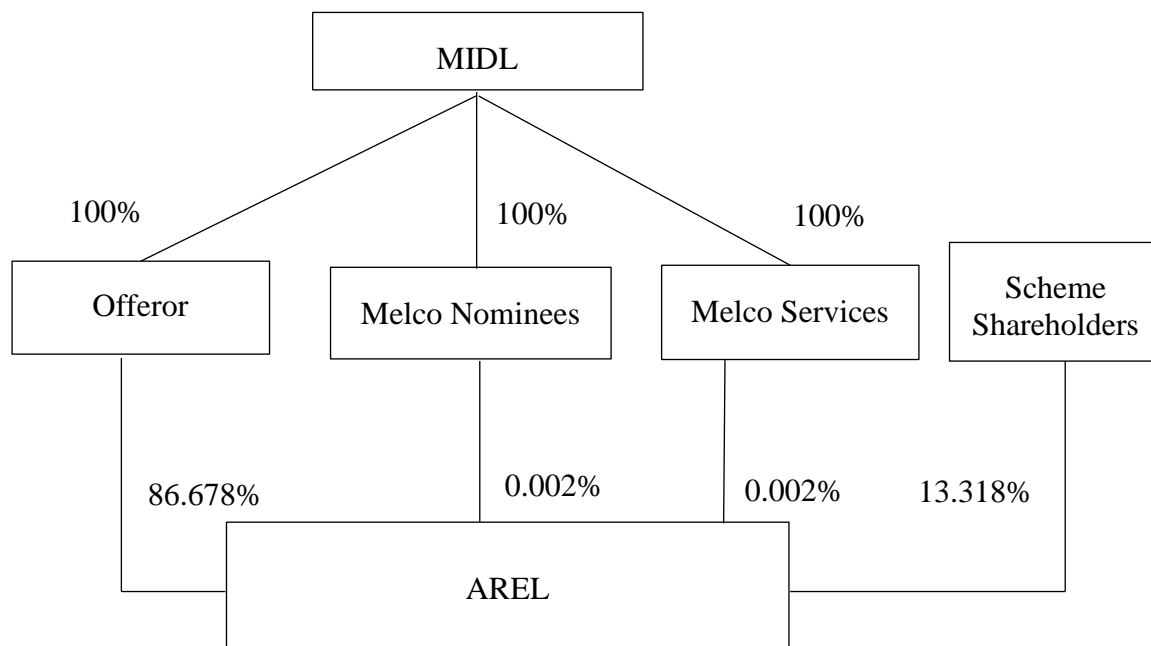 MIDL
100%
100%
100%
Offeror
Melco Nominees
Melco Services
Scheme
Shareholders
86.678%
0.002%
0.002%
13.318%
AREL